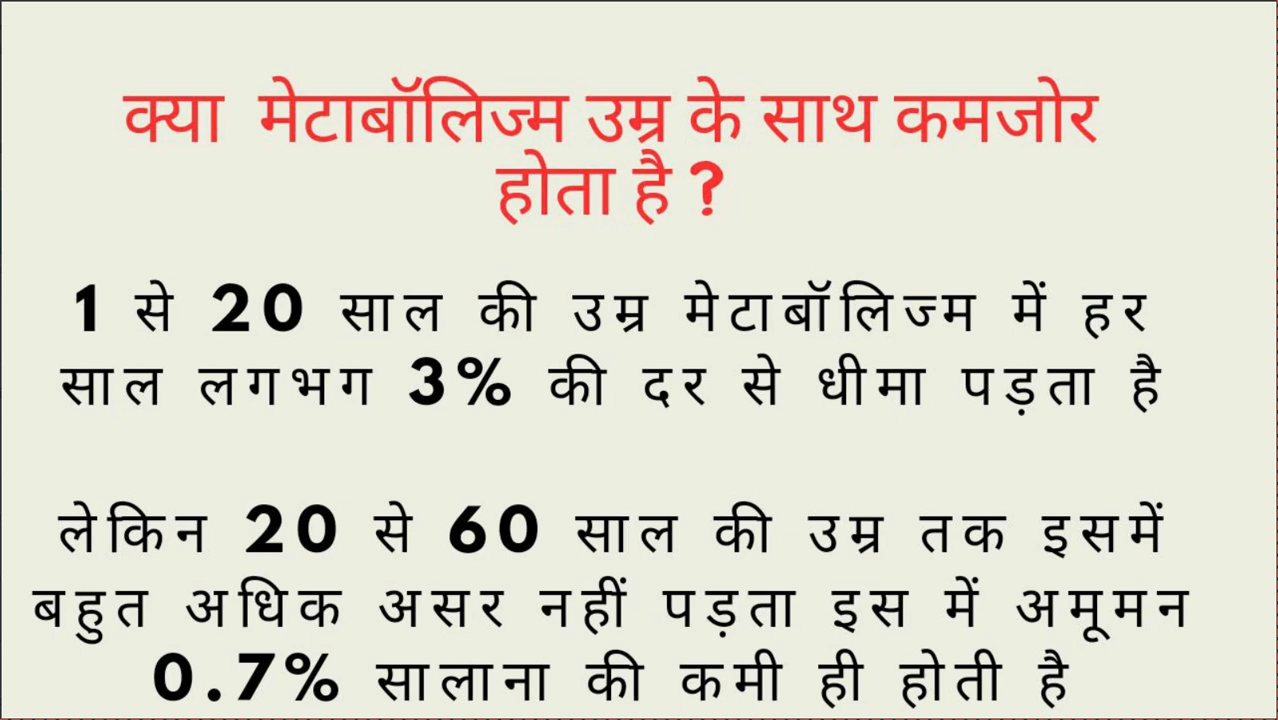 क्या मेटाबॉलिज्म उम्र के साथ कमजोर
होता है ?
1 से 20 साल की उम्र मेटाबॉलिज्म में हर
साल लगभग 3% की दर से धीमा पड़ता है
लेकिन 20 से 60 साल की उम्र तक इसमें
बहुत अधिक असर नहीं पड़ता इस में अमूमन
0.7% सालाना की कमी ही होती है